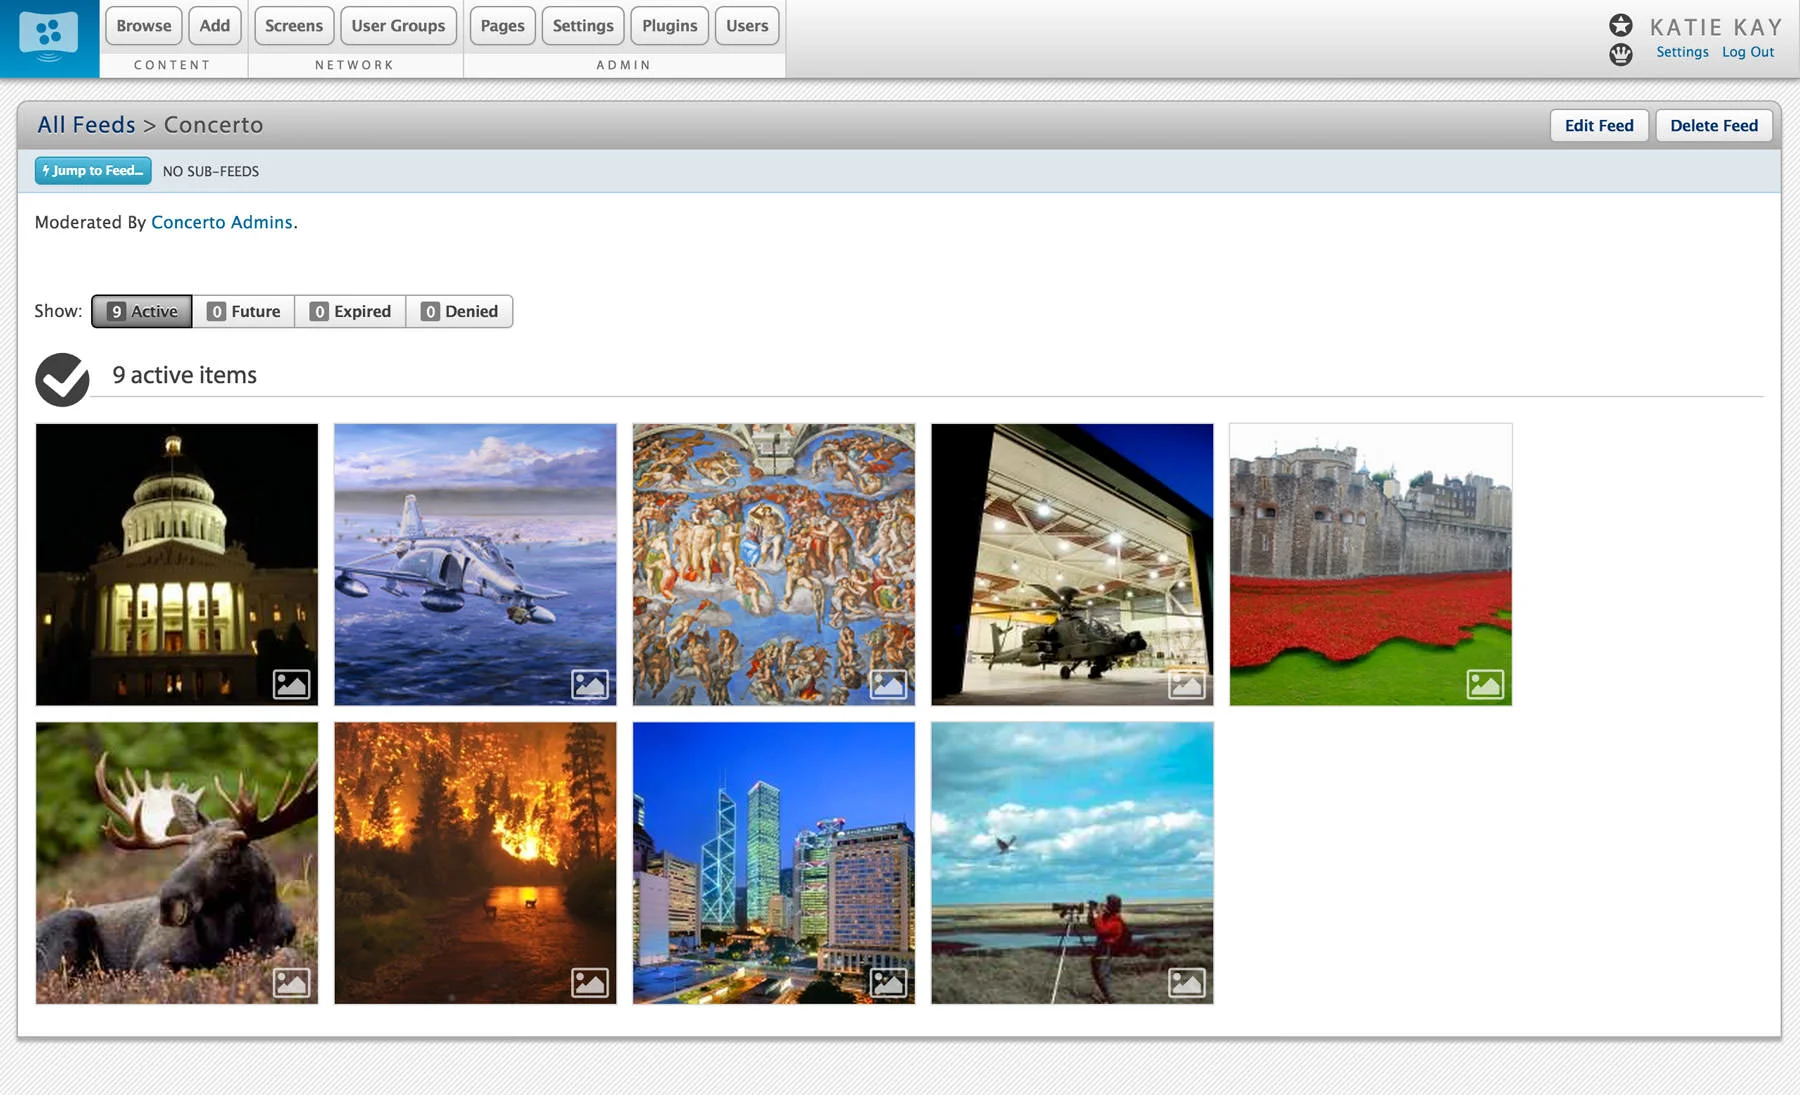 Browse Add Screens User Groups Pages Settings Plugins Users
CONTENT NETWORK ADMIN
KATIE KAY
Settings Log Out
All Feeds > Concerto
Edit Feed Delete Feed
Jump to Feed... NO SUB-FEEDS
Moderated By Concerto Admins.
Show: 9 Active 0 Future 0 Expired 0 Denied
9 active items